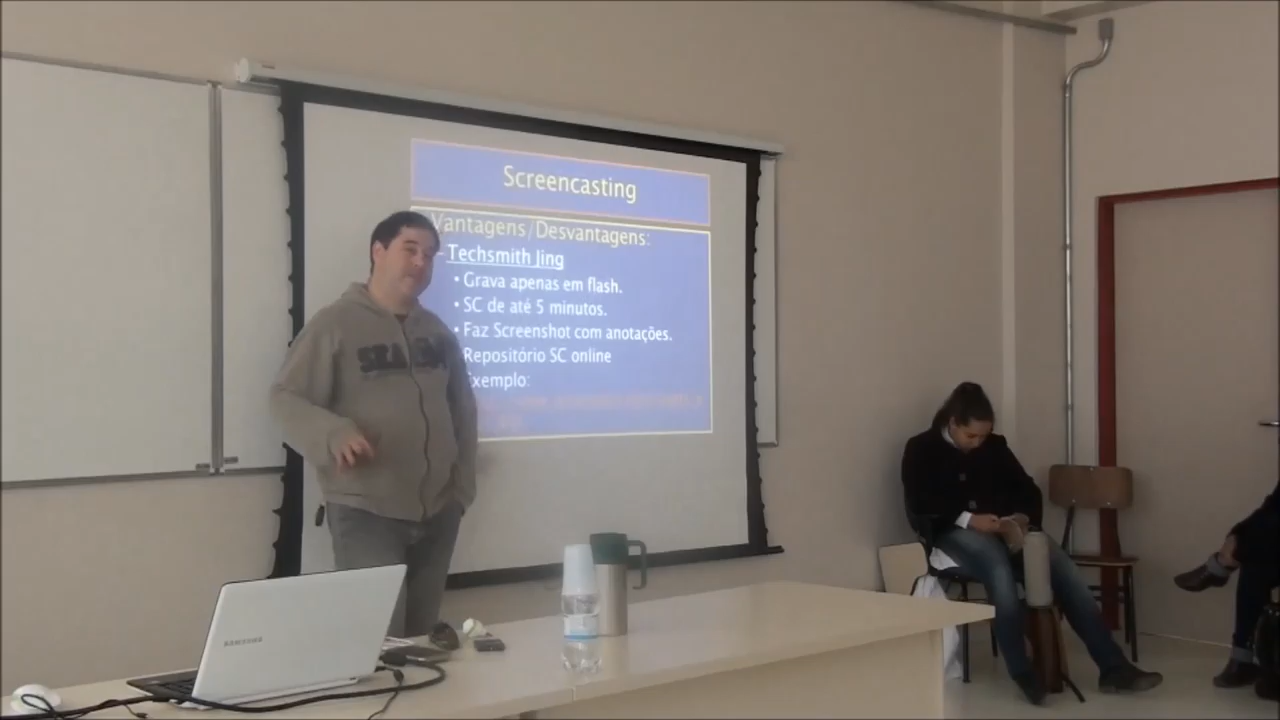 Screencasting
Vantagens/Desvantagens:
- Techsmith Jing
• Grava apenas em flash.
• SC de até 5 minutos.
• Faz Screenshot com anotações.
Repositório SC online
Exemplo:
SAMSUNG